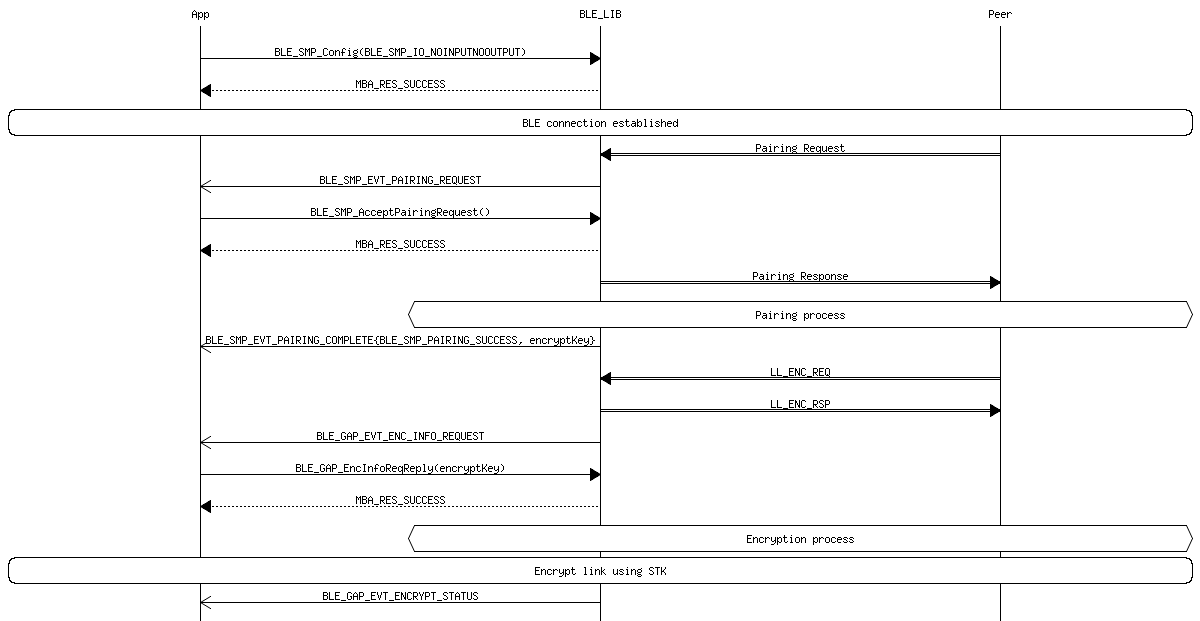 App BLE_LIB Peer
BLE_SMP_Config(BLE_SMP_IO_NOINPUTNOOUTPUT)
MBA_RES_SUCCESS
BLE connection established
Pairing Request
BLE_SMP_EVT_PAIRING_REQUEST
BLE_SMP_AcceptPairingRequest()
MBA_RES_SUCCESS
Pairing Response
Pairing process
BLE_SMP_EVT_PAIRING_COMPLETE{BLE_SMP_PAIRING_SUCCESS, encryptKey}
LL_ENC_REQ
LL_ENC_RSP
BLE_GAP_EVT_ENC_INFO_REQUEST
BLE_GAP_EncInfoReqReply(encryptKey)
MBA_RES_SUCCESS
Encryption process
Encrypt link using STK
BLE_GAP_EVT_ENCRYPT_STATUS